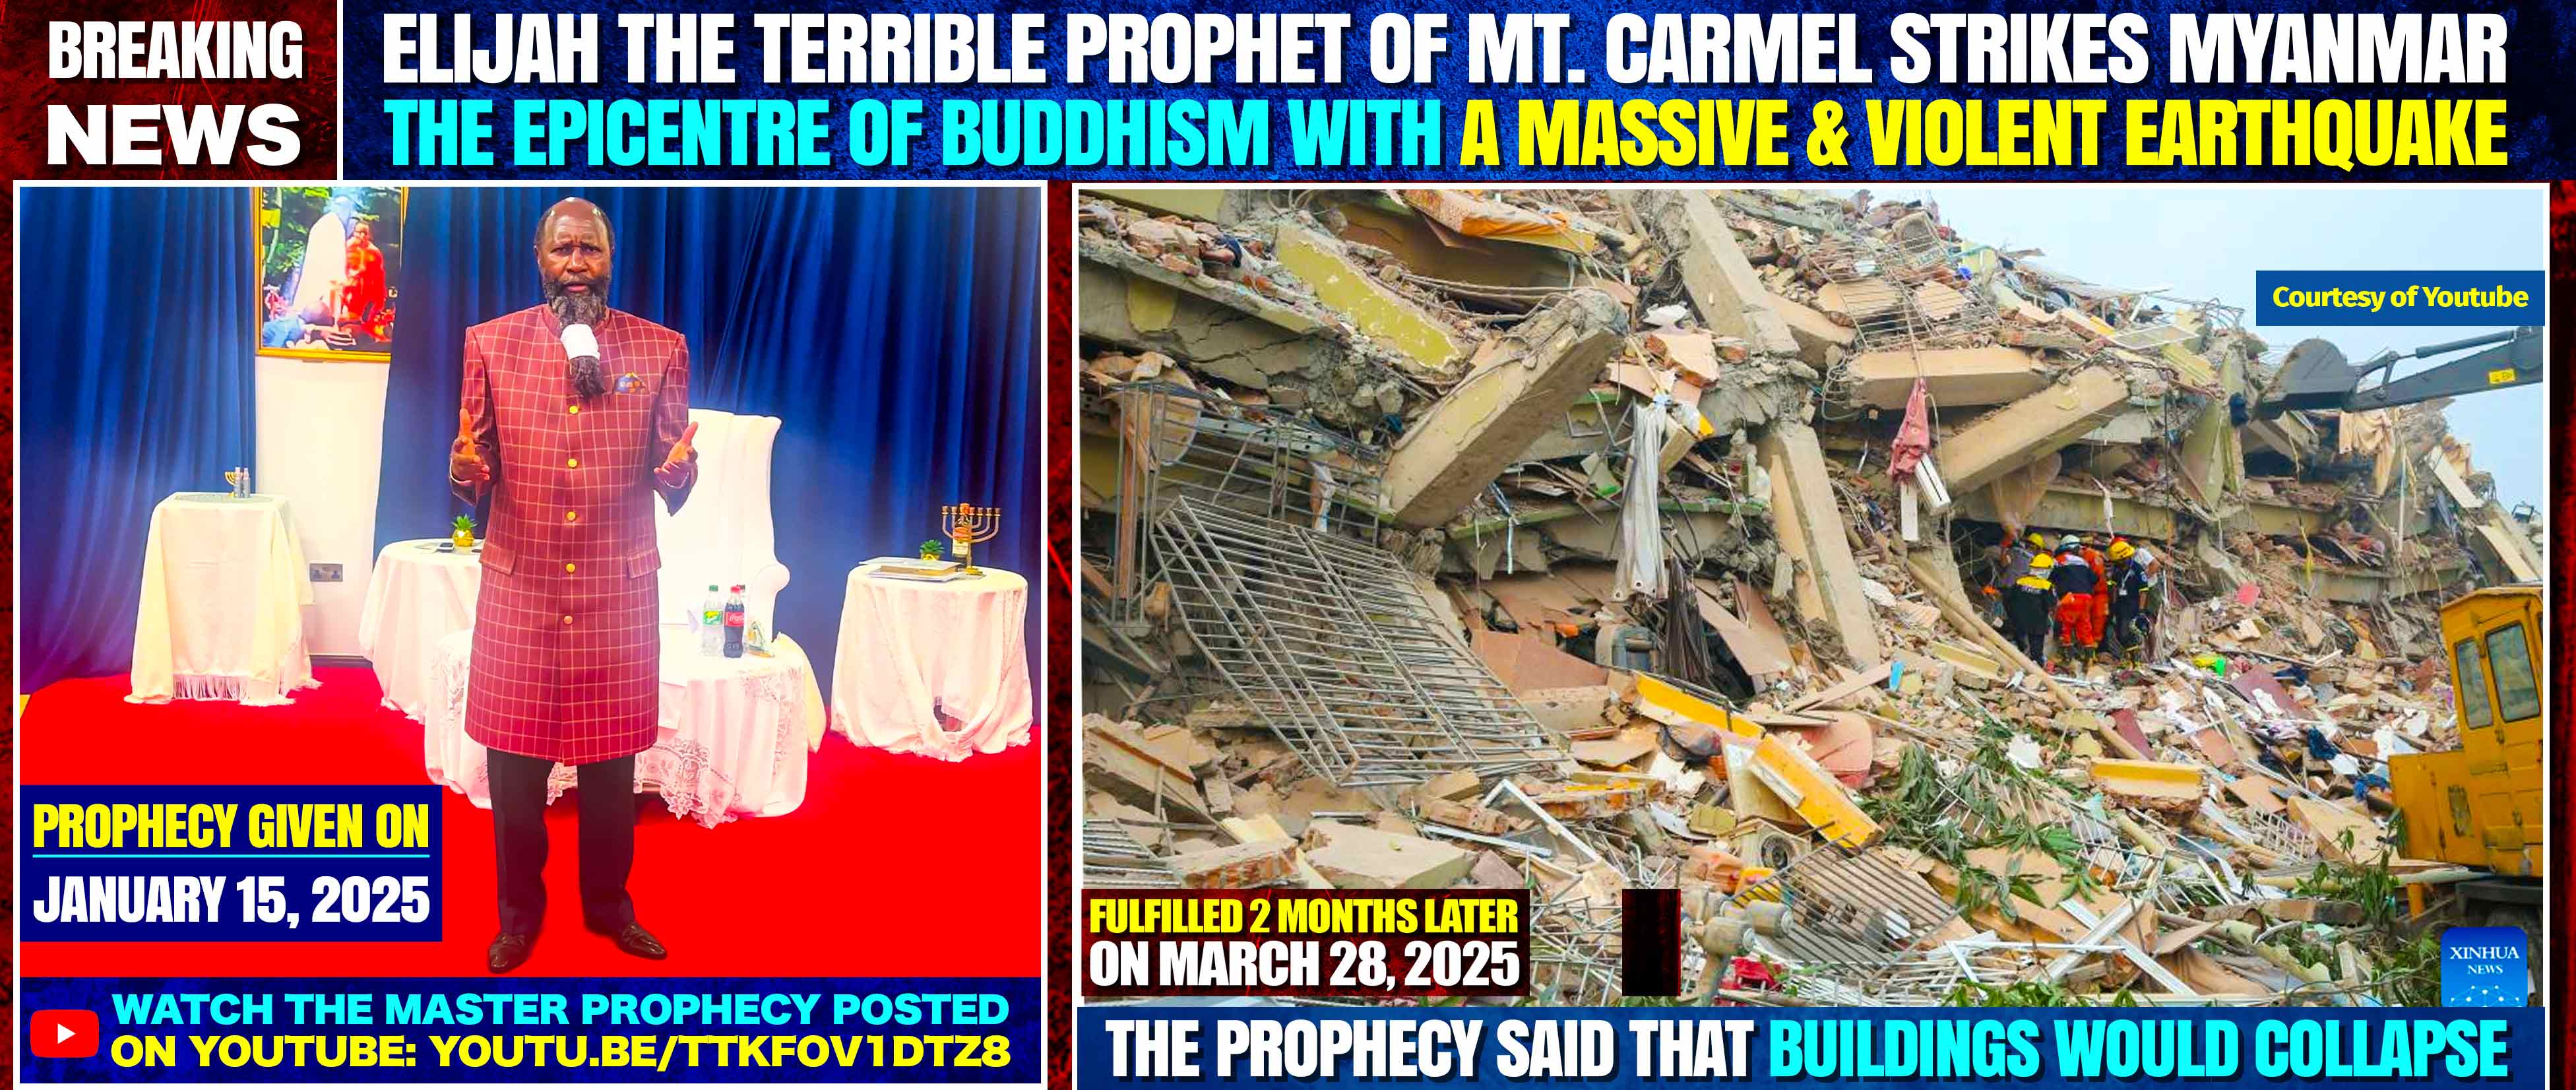 BREAKING
NEWS
ELIJAH THE TERRIBLE PROPHET OF MT. CARMEL STRIKES MYANMAR
THE EPICENTRE OF BUDDHISM WITH A MASSIVE & VIOLENT EARTHQUAKE
Courtesy of Youtube
PROPHECY GIVEN ON
JANUARY 15, 2025
WATCH THE MASTER PROPHECY POSTED
ON YOUTUBE: YOUTU.BE/TTKFOV1DTZ8
FULFILLED 2 MONTHS LATER
ON MARCH 28, 2025
XINHUA
NEWS
THE PROPHECY SAID THAT BUILDINGS WOULD COLLAPSE